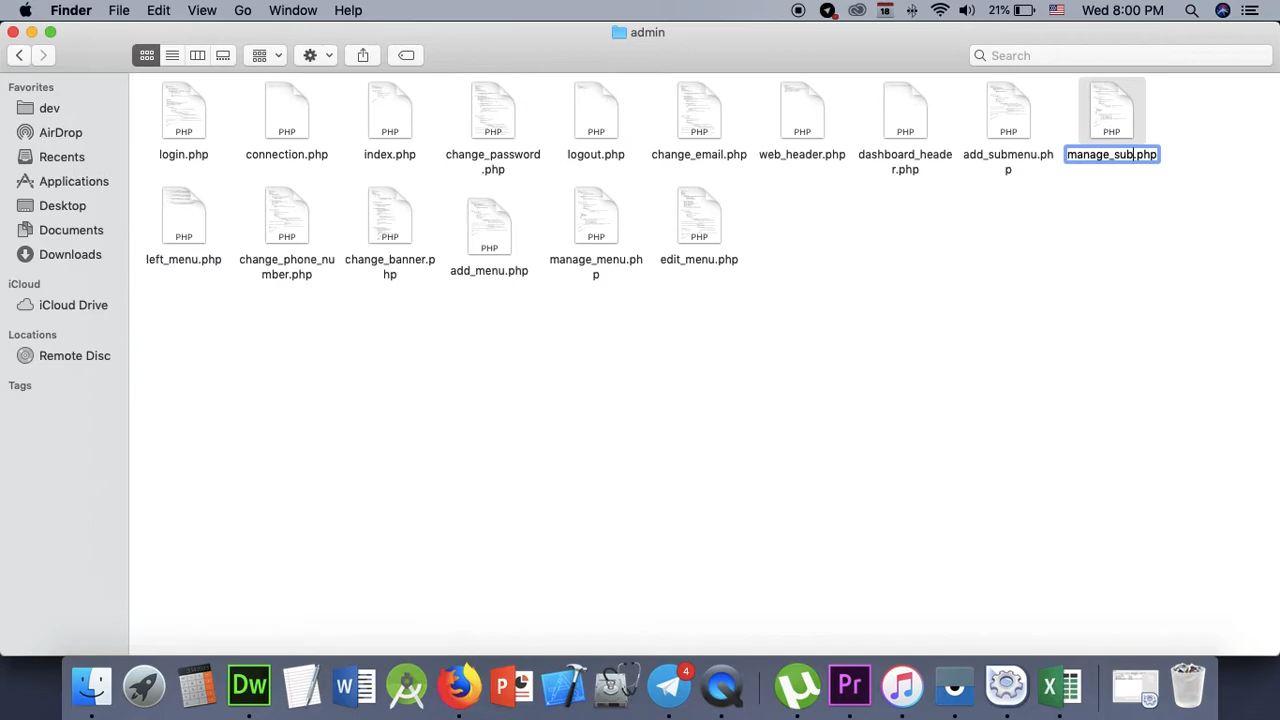 Finder File Edit View Go Window Help 18 21% Wed 8:00 PM
admin
Search
Favorites
dev
AirDrop
Recents
Applications
Desktop
Documents
Downloads
iCloud
iCloud Drive
Locations
Remote Disc
Tags
PHP PHP PHP PHP PHP PHP PHP PHP PHP PHP
login.php connection.php index.php change_password logout.php change_email.php web_header.php dashboard_heade add_submenu.ph manage_sub.php
.php r.php p
PHP PHP PHP PHP PHP PHP
left_menu.php change_phone_nu change_banner.p add_menu.php manage_menu.ph edit_menu.php
mber.php hp p
Dw W P 4 µ Pr X